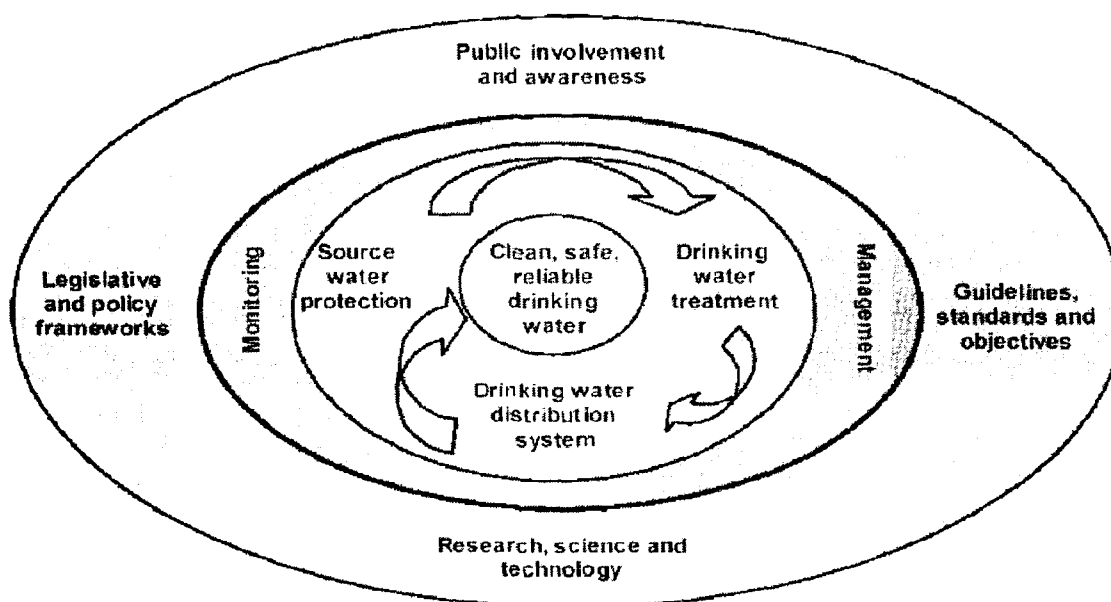 Public involvement
and awareness
Legislative
and policy
frameworks
Monitoring
Source
water
protection
Clean, safe,
reliable
drinking
water
Drinking
water
treatment
Management
Guidelines,
standards and
objectives
Drinking water
distribution
system
Research, science and
technology